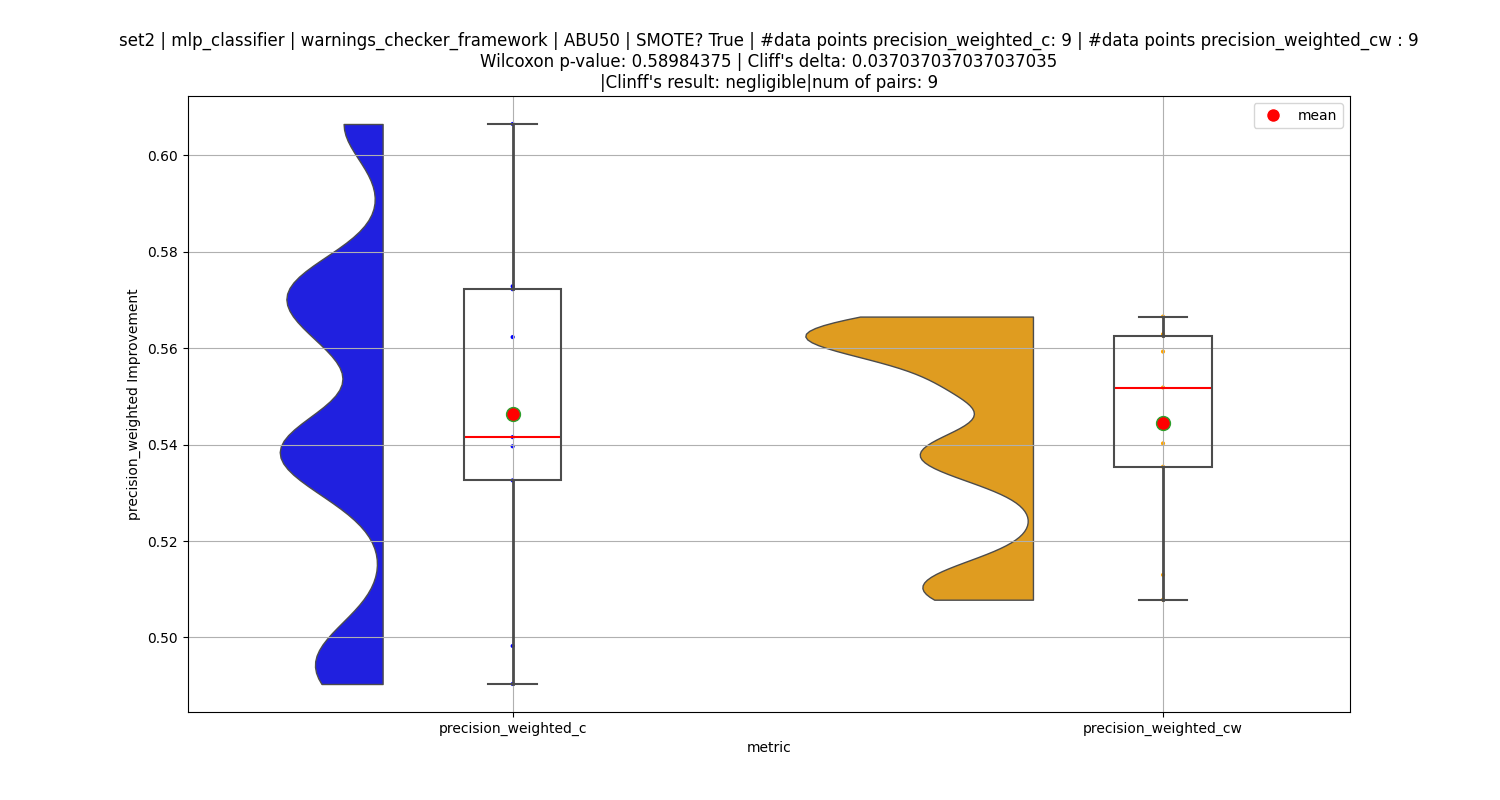 set2 | mlp_classifier | warnings_checker_framework | ABU50 | SMOTE? True | #data points precision_weighted_c: 9 | #data points precision_weighted_cw : 9
Wilcoxon p-value: 0.58984375 | Cliff's delta: 0.037037037037037035
|Clinff's result: negligible|num of pairs: 9
mean
0.60
0.58
0.56
0.54
0.52
0.50
precision_weighted Improvement
precision_weighted_c
precision_weighted_cw
metric